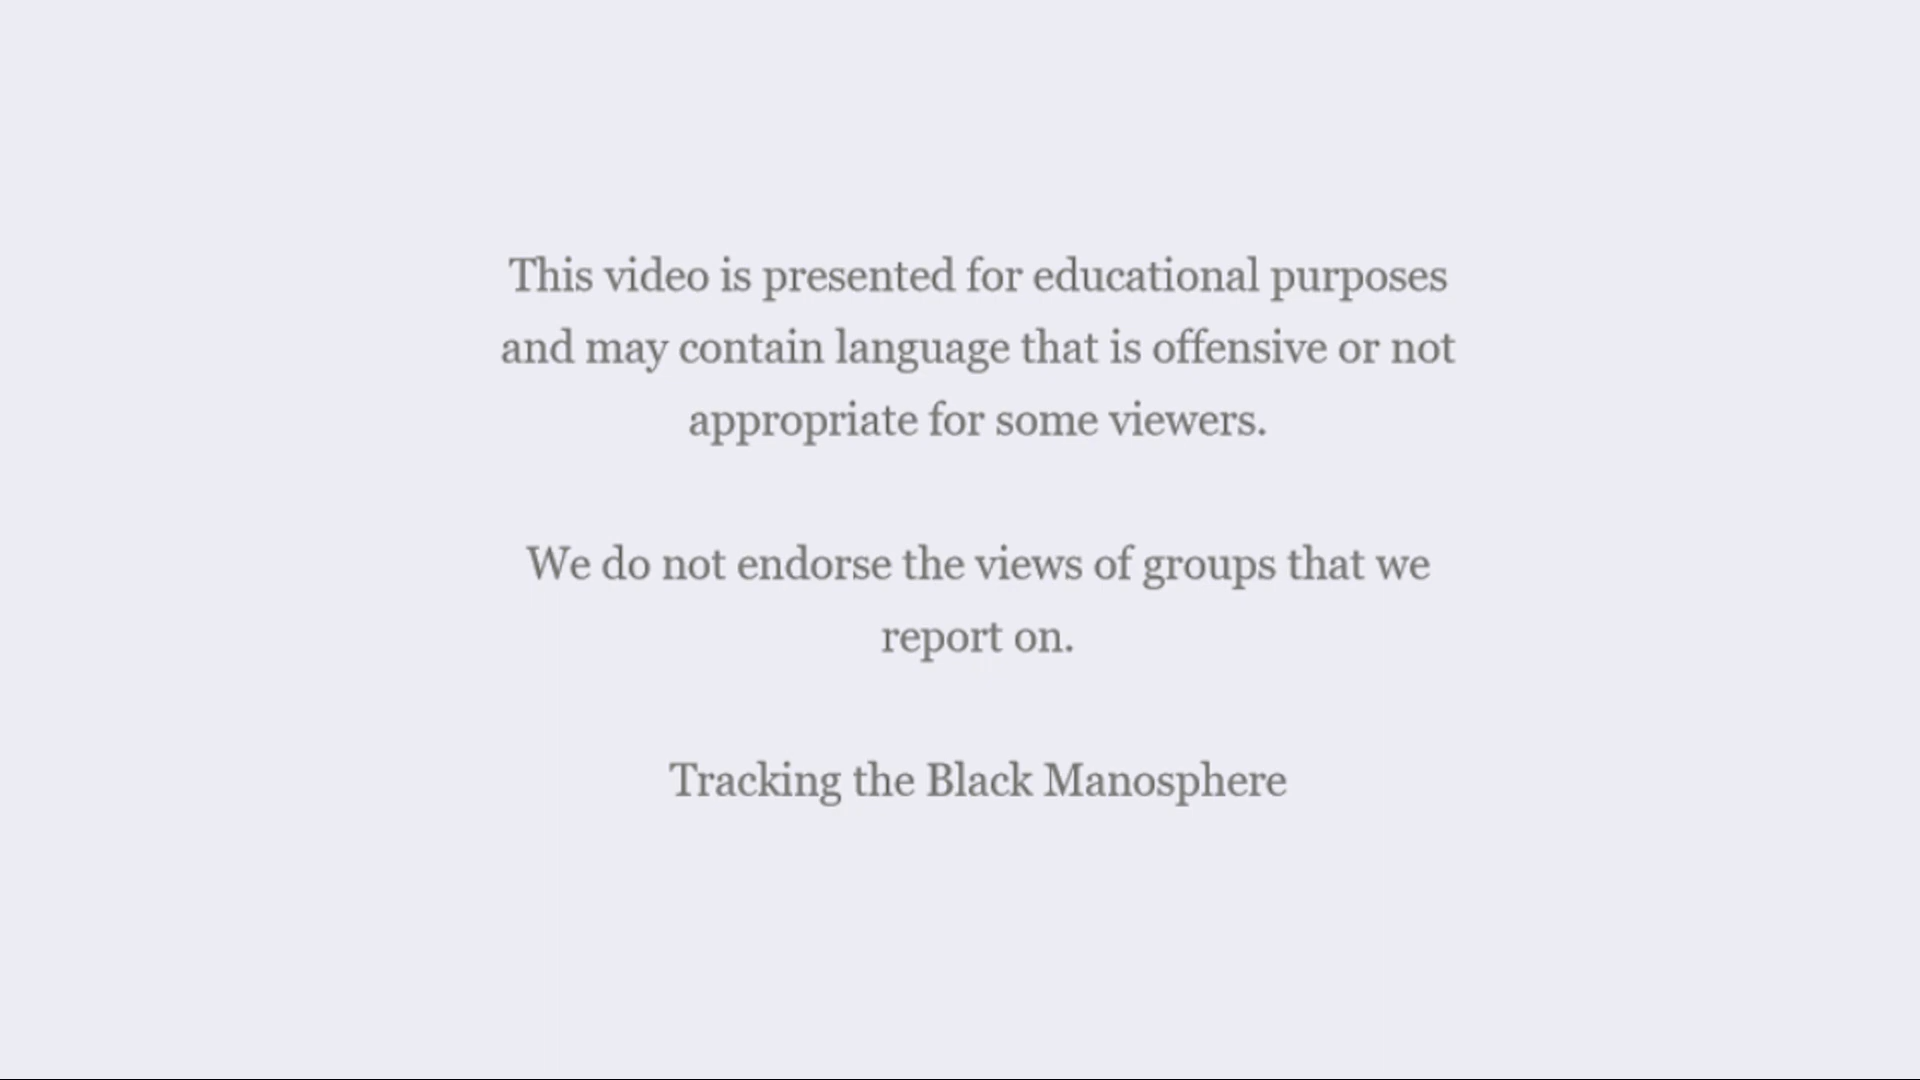 This video is presented for educational purposes
and may contain language that is offensive or not
appropriate for some viewers.
We do not endorse the views of groups that we
report on.
Tracking the Black Manosphere